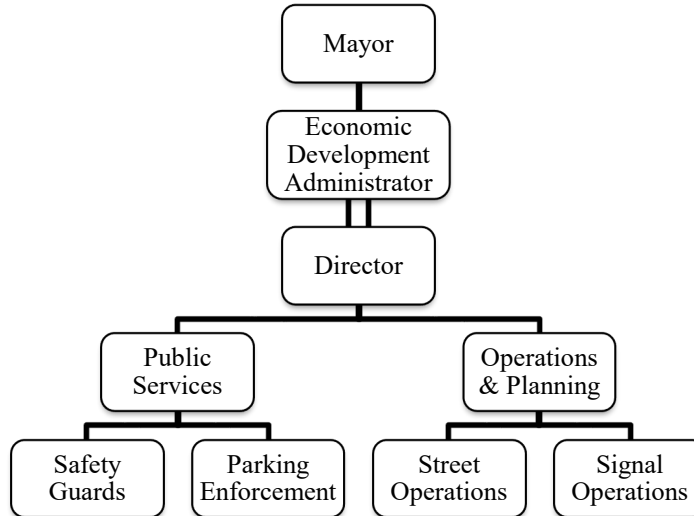 Mayor
Economic
Development
Administrator
Director
Public
Services
Operations
& Planning
Safety
Guards
Parking
Enforcement
Street
Operations
Signal
Operations